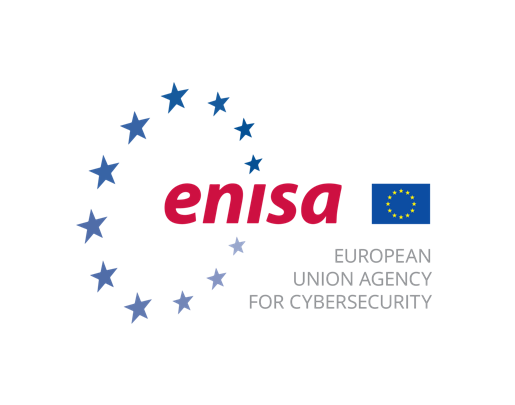 enisa
EUROPEAN
UNION AGENCY
FOR CYBERSECURITY